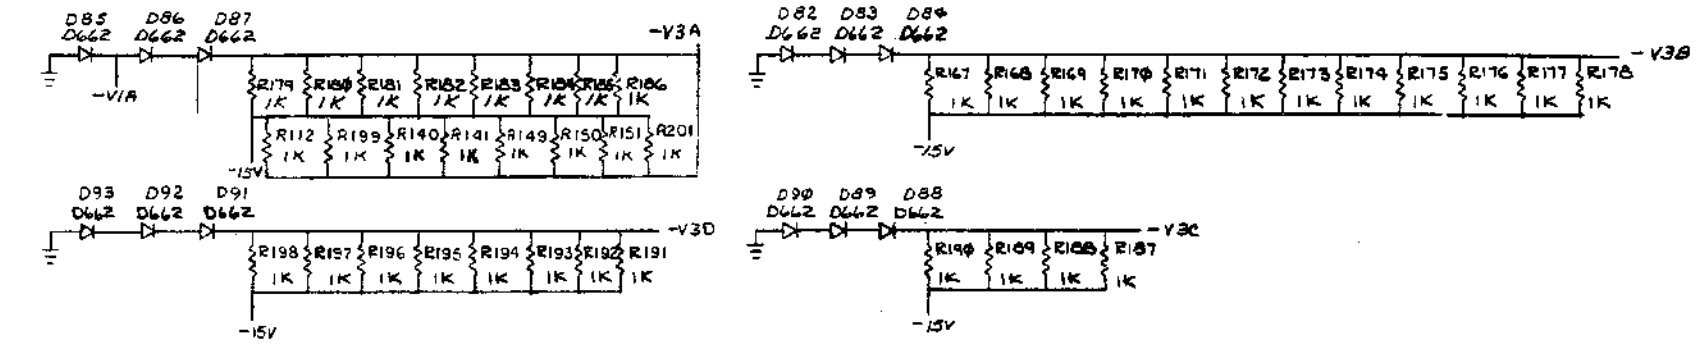 D85 D86 D87
D662 D662 D662
-V3A
-V1A
R179 R180 R181 R182 R183 R184 R185 R186
1K 1K 1K 1K 1K 1K 1K 1K
R112 R199 R140 R141 R149 R150 R151 R201
1K 1K 1K 1K 1K 1K 1K 1K
-15V
D82 D83 D84
D662 D662 D662
-V3B
R167 R168 R169 R170 R171 R172 R173 R174 R175 R176 R177 R178
1K 1K 1K 1K 1K 1K 1K 1K 1K 1K 1K 1K
-15V
D93 D92 D91
D662 D662 D662
-V3D
R198 R197 R196 R195 R194 R193 R192 R191
1K 1K 1K 1K 1K 1K 1K 1K
-15V
D90 D89 D88
D662 D662 D662
-V3C
R190 R189 R188 R187
1K 1K 1K 1K
-15V